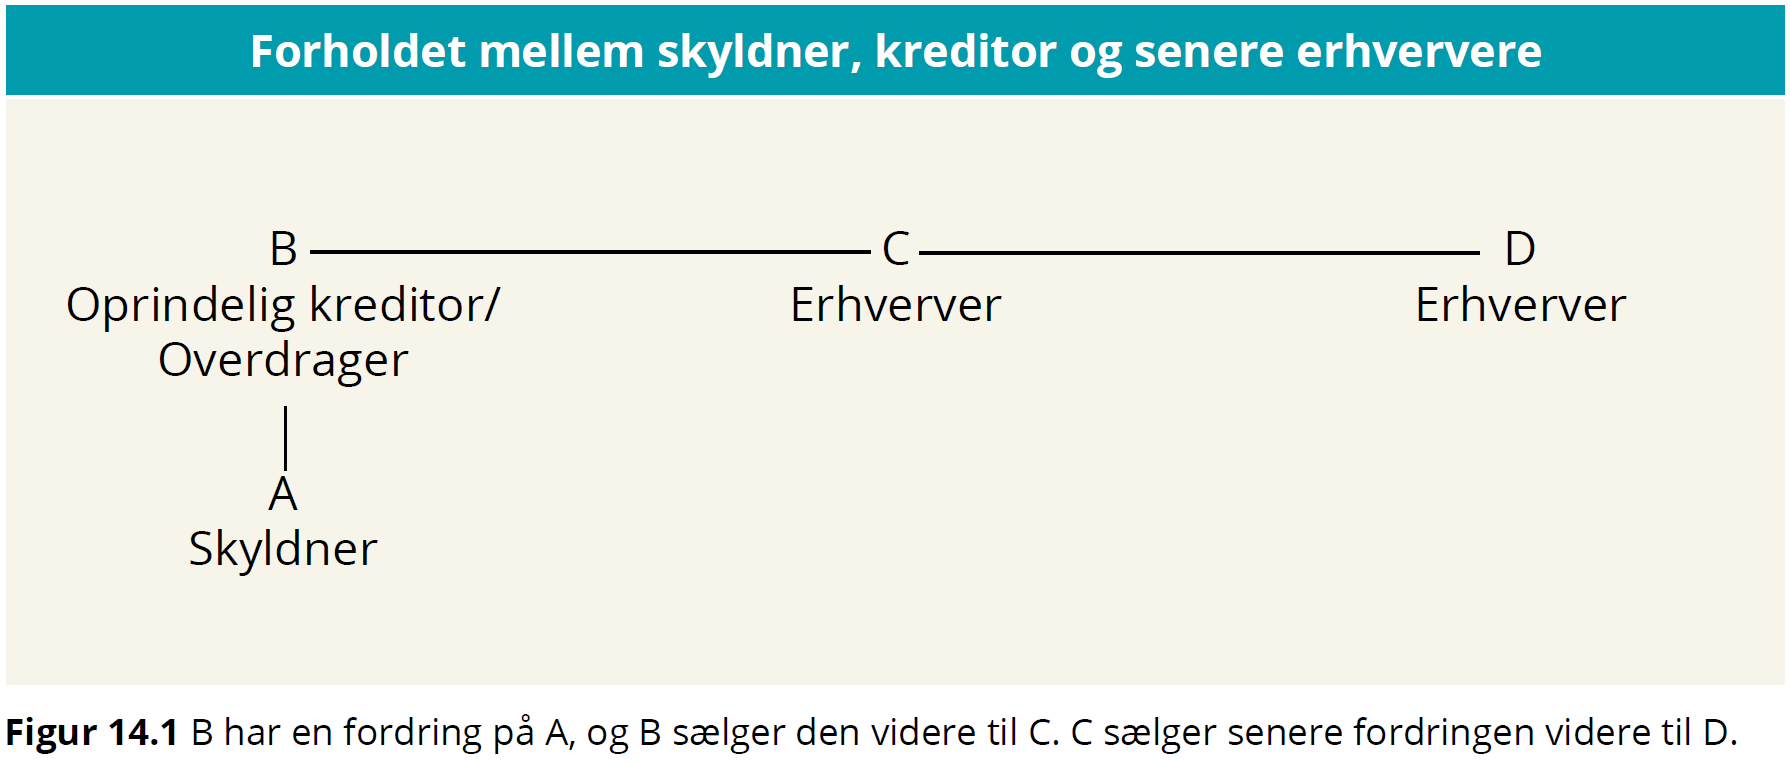 Forholdet mellem skyldner, kreditor og senere erhververe
B C D
Oprindelig kreditor/ Erhverver Erhverver
Overdrager
A
Skyldner
Figur 14.1 B har en fordring på A, og B sælger den videre til C. C sælger senere fordringen videre til D.